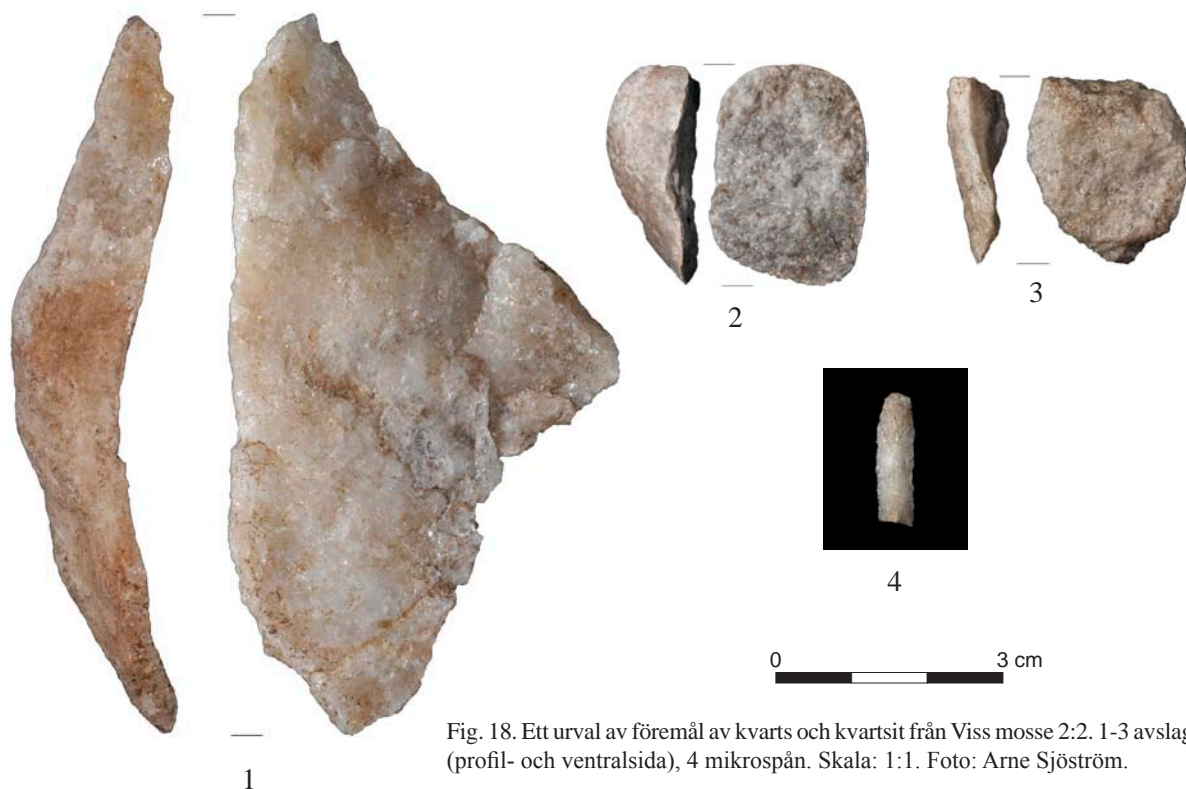 2
3
4
0 3 cm
Fig. 18. Ett urval av föremål av kvarts och kvartsit från Viss mosse 2:2. 1-3 avslag
(profil- och ventralsida), 4 mikrospån. Skala: 1:1. Foto: Arne Sjöström.
1